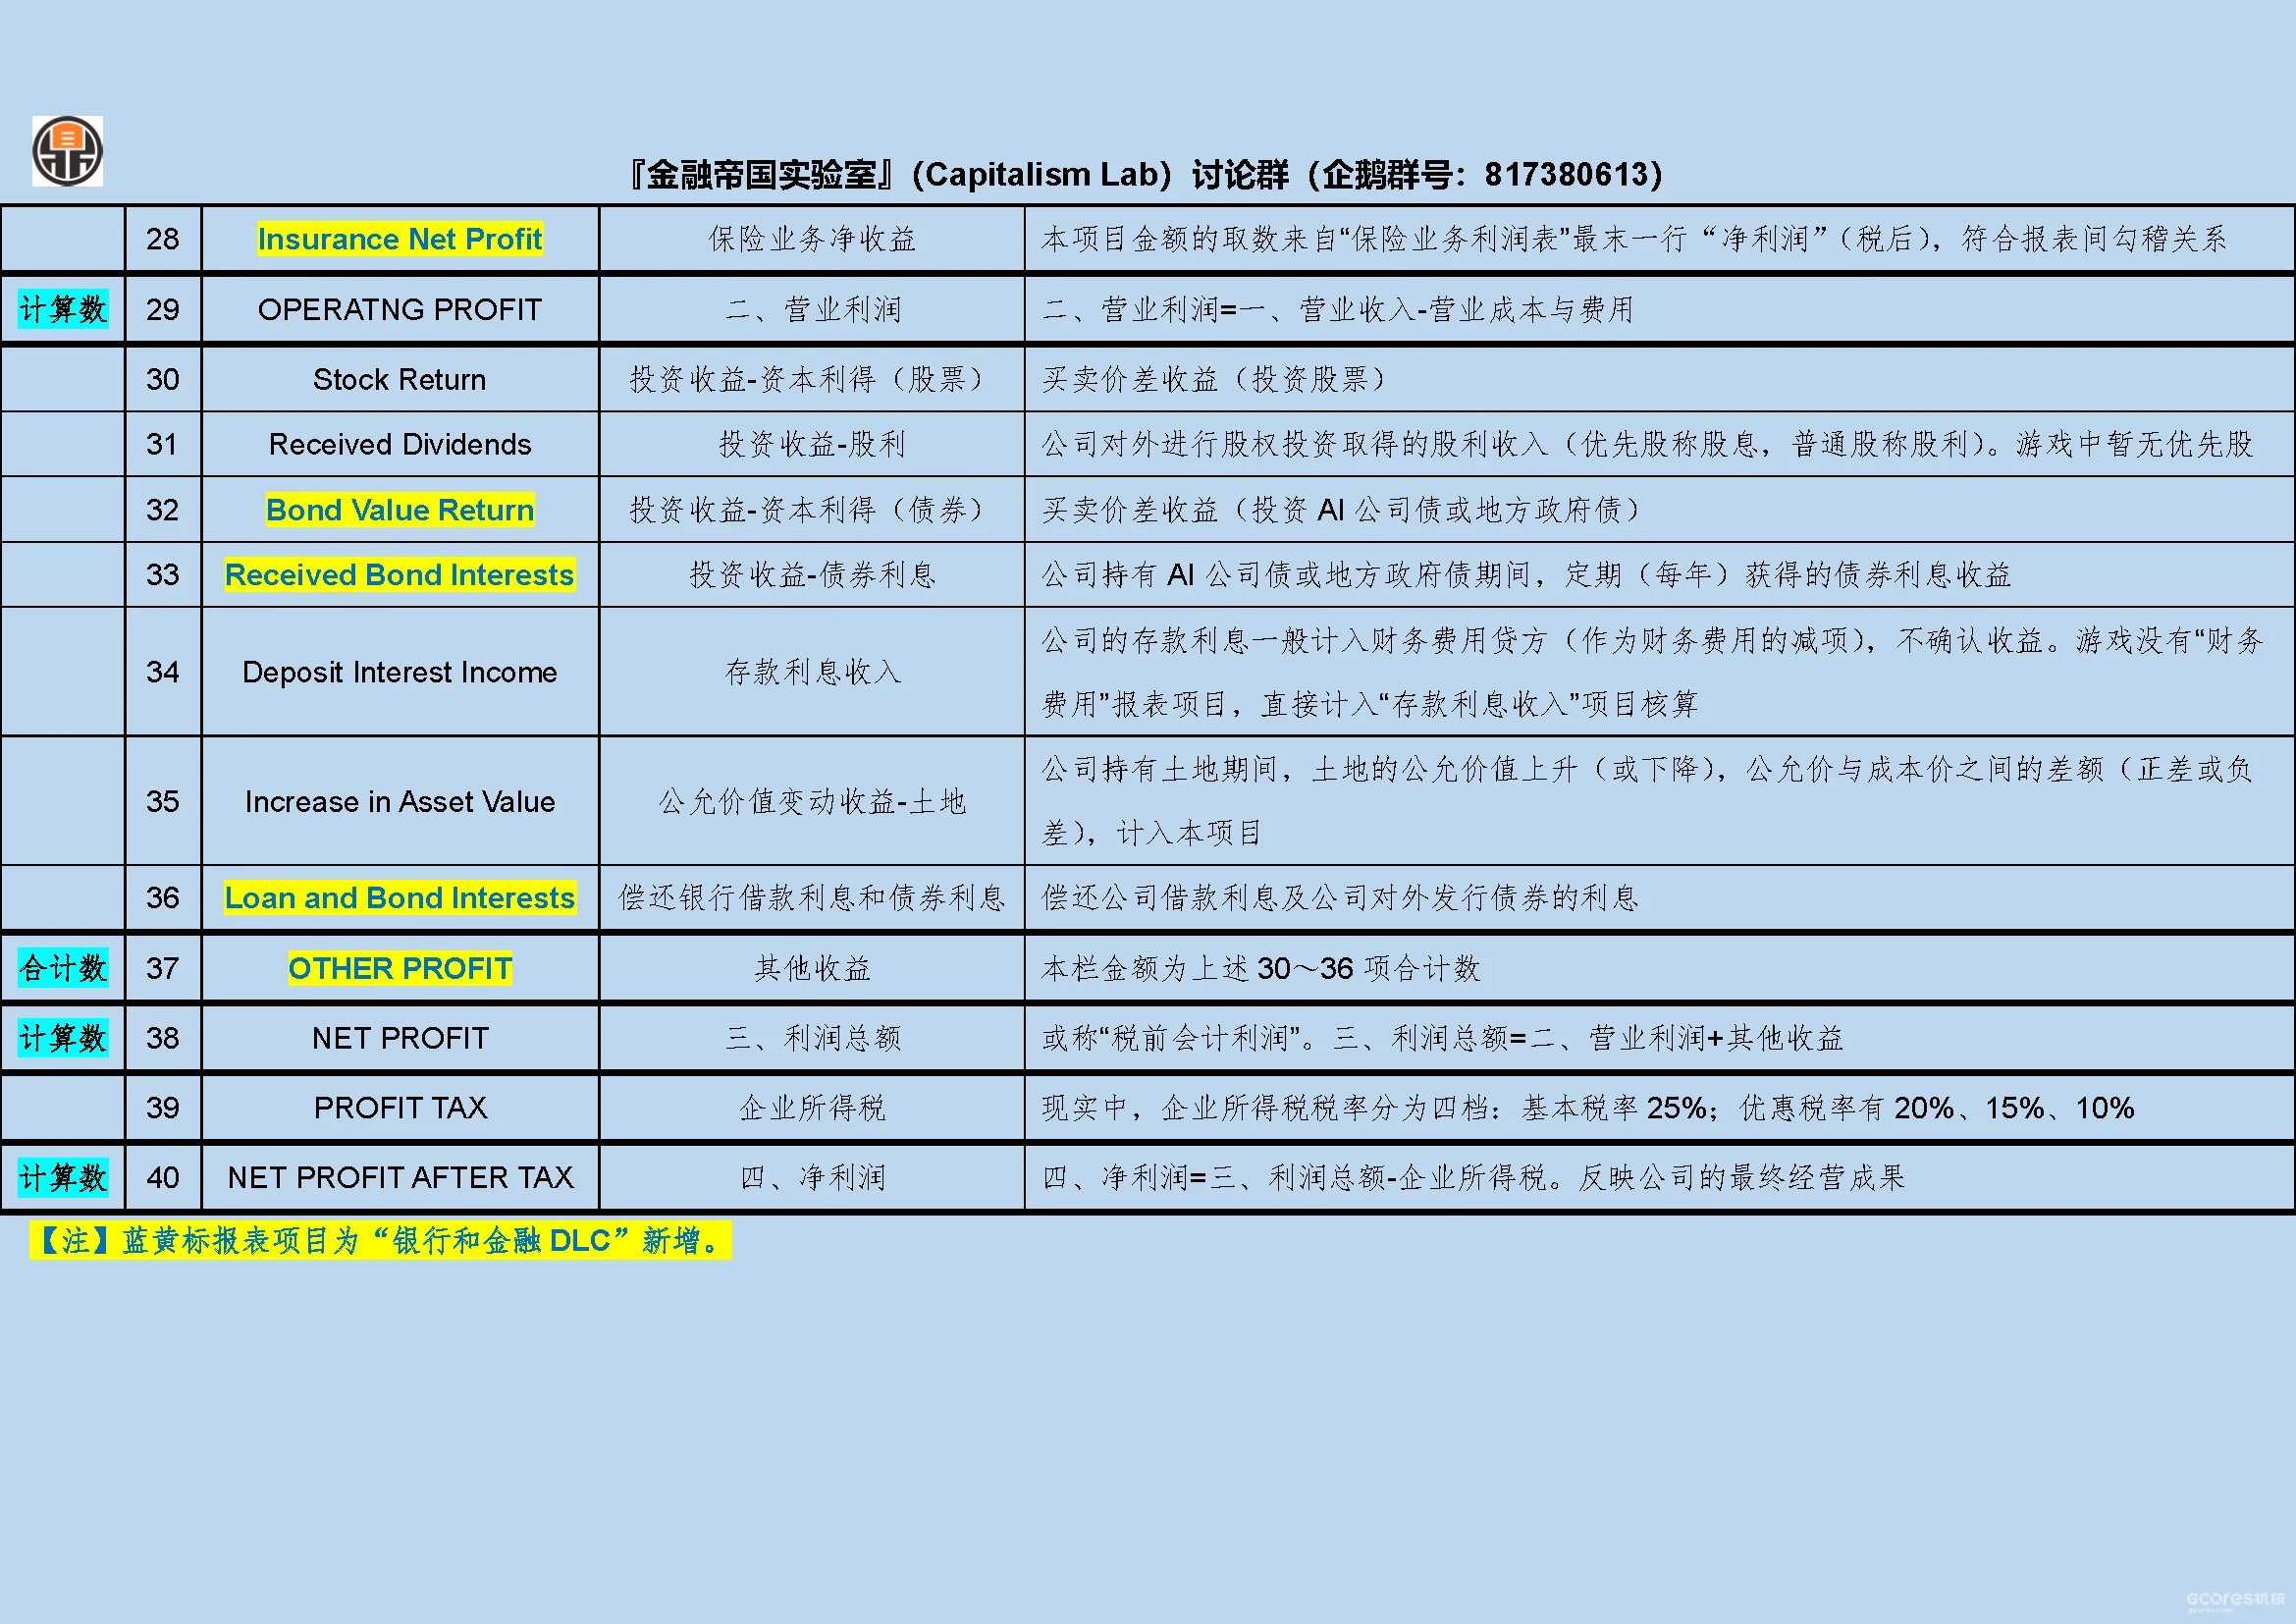 『金融帝国实验室』（Capitalism Lab）讨论群（企鹅群号：817380613）
28 Insurance Net Profit 保险业务净收益 本项目金额的取数来自“保险业务利润表”最末一行“净利润”（税后），符合报表间勾稽关系
计算数 29 OPERATNG PROFIT 二、营业利润 二、营业利润=一、营业收入-营业成本与费用
30 Stock Return 投资收益-资本利得（股票） 买卖价差收益（投资股票）
31 Received Dividends 投资收益-股利 公司对外进行股权投资取得的股利收入（优先股称股息，普通股称股利）。游戏中暂无优先股
32 Bond Value Return 投资收益-资本利得（债券） 买卖价差收益（投资 AI 公司债或地方政府债）
33 Received Bond Interests 投资收益-债券利息 公司持有 AI 公司债或地方政府债期间，定期（每年）获得的债券利息收益
34 Deposit Interest Income 存款利息收入 公司的存款利息一般计入财务费用贷方（作为财务费用的减项），不确认收益。游戏没有“财务
费用”报表项目，直接计入“存款利息收入”项目核算
35 Increase in Asset Value 公允价值变动收益-土地 公司持有土地期间，土地的公允价值上升（或下降），公允价与成本价之间的差额（正差或负
差），计入本项目
36 Loan and Bond Interests 偿还银行借款利息和债券利息 偿还公司借款利息及公司对外发行债券的利息
合计数 37 OTHER PROFIT 其他收益 本栏金额为上述 30～36 项合计数
计算数 38 NET PROFIT 三、利润总额 或称“税前会计利润”。三、利润总额=二、营业利润+其他收益
39 PROFIT TAX 企业所得税 现实中，企业所得税税率分为四档：基本税率 25%；优惠税率有 20%、15%、10%
计算数 40 NET PROFIT AFTER TAX 四、净利润 四、净利润=三、利润总额-企业所得税。反映公司的最终经营成果
【注】蓝黄标报表项目为“银行和金融 DLC”新增。
gcores机核
gcores.com